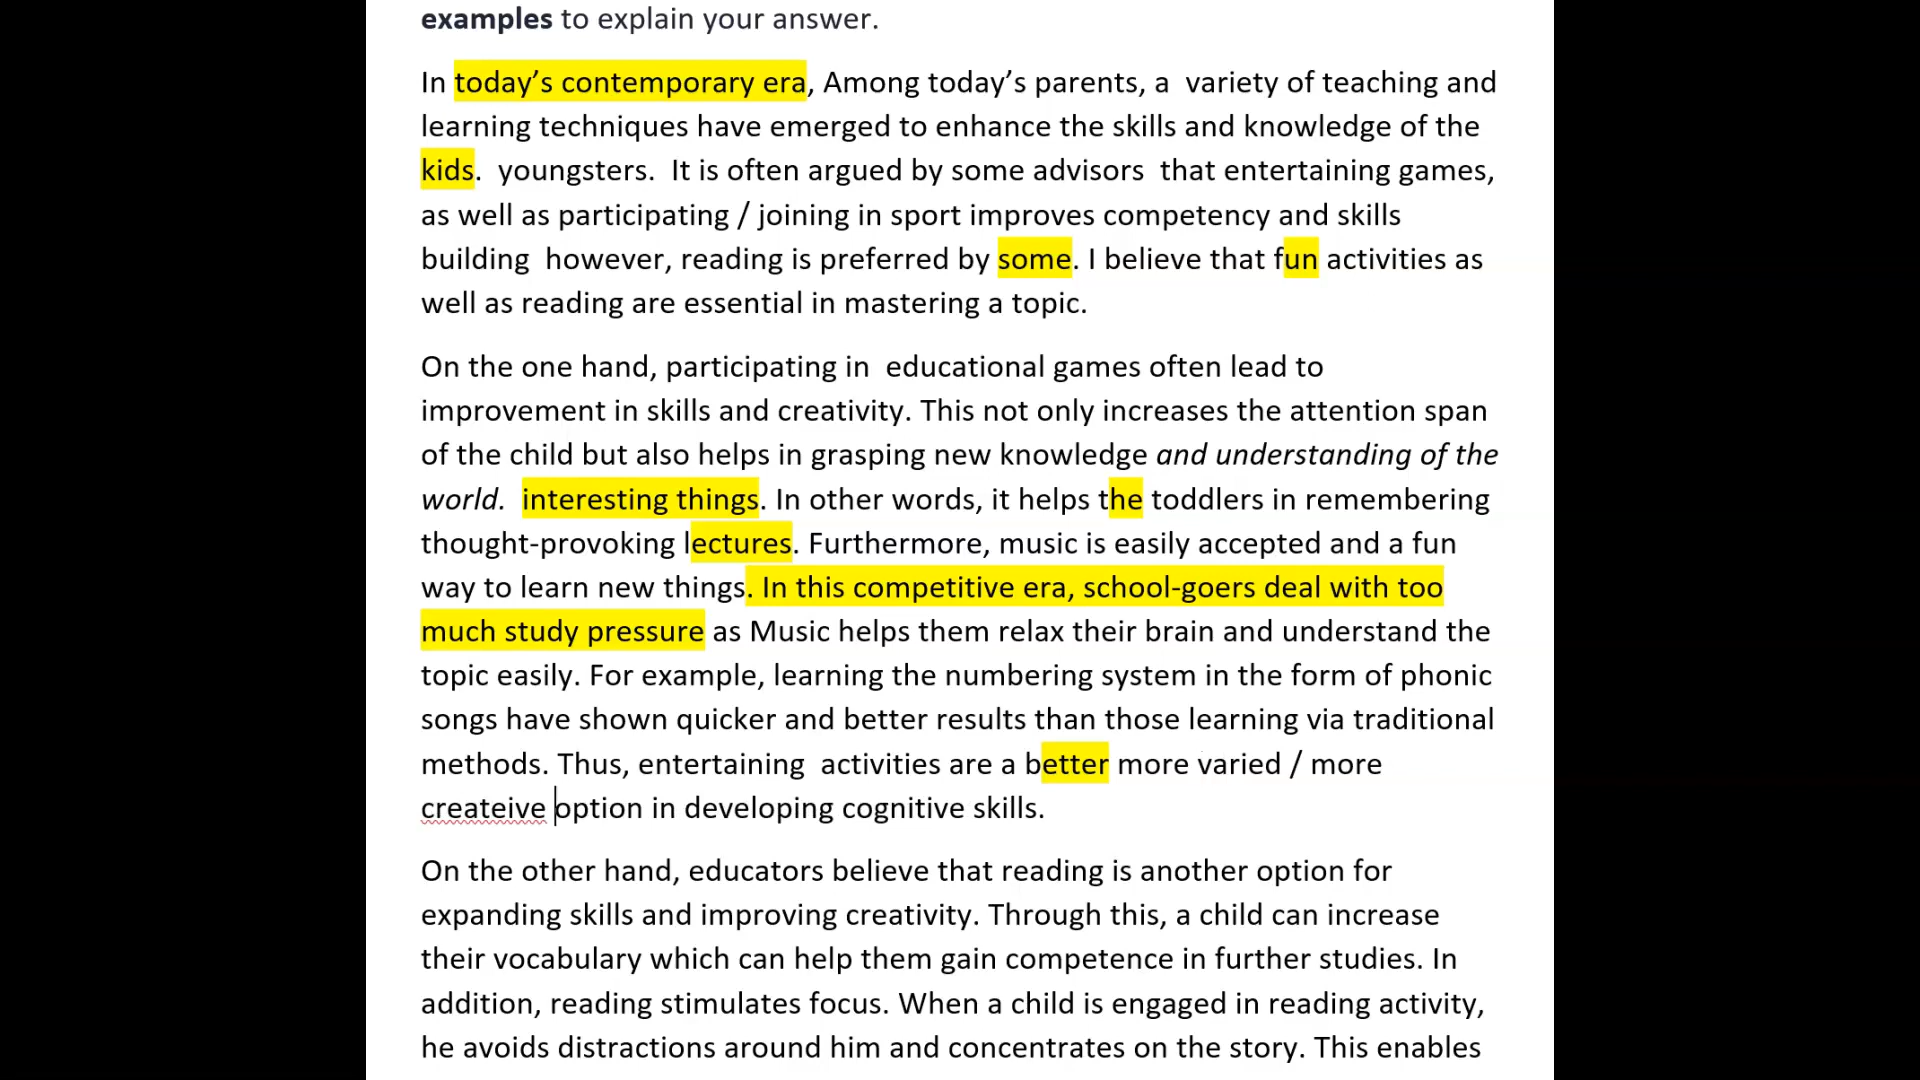 examples to explain your answer.
In today’s contemporary era, Among today’s parents, a  variety of teaching and
learning techniques have emerged to enhance the skills and knowledge of the
kids.  youngsters.  It is often argued by some advisors  that entertaining games,
as well as participating / joining in sport improves competency and skills
building  however, reading is preferred by some. I believe that fun activities as
well as reading are essential in mastering a topic.
On the one hand, participating in  educational games often lead to
improvement in skills and creativity. This not only increases the attention span
of the child but also helps in grasping new knowledge and understanding of the
world.  interesting things. In other words, it helps the toddlers in remembering
thought-provoking lectures. Furthermore, music is easily accepted and a fun
way to learn new things. In this competitive era, school-goers deal with too
much study pressure as Music helps them relax their brain and understand the
topic easily. For example, learning the numbering system in the form of phonic
songs have shown quicker and better results than those learning via traditional
methods. Thus, entertaining  activities are a better more varied / more
createive option in developing cognitive skills.
On the other hand, educators believe that reading is another option for
expanding skills and improving creativity. Through this, a child can increase
their vocabulary which can help them gain competence in further studies. In
addition, reading stimulates focus. When a child is engaged in reading activity,
he avoids distractions around him and concentrates on the story. This enables